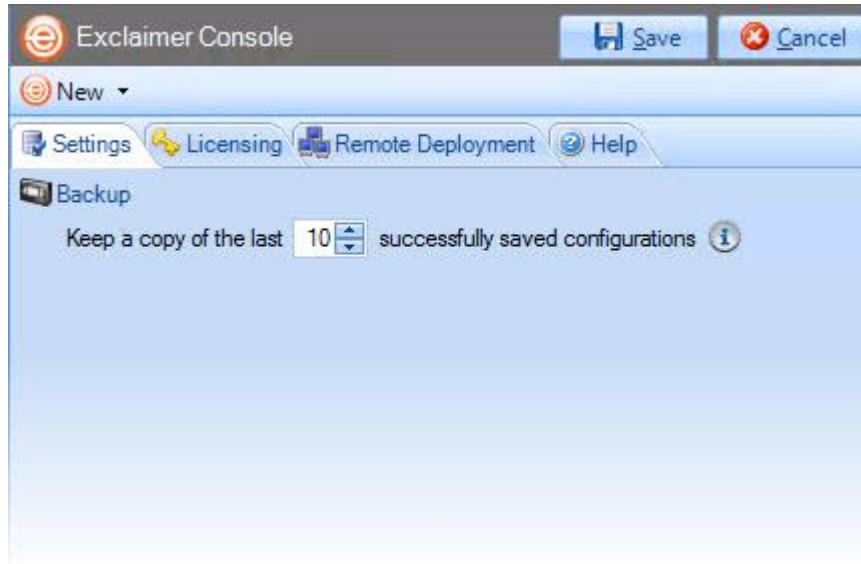 Exclaimer Console Save Cancel
New
Settings Licensing Remote Deployment Help
Backup
Keep a copy of the last 10 successfully saved configurations